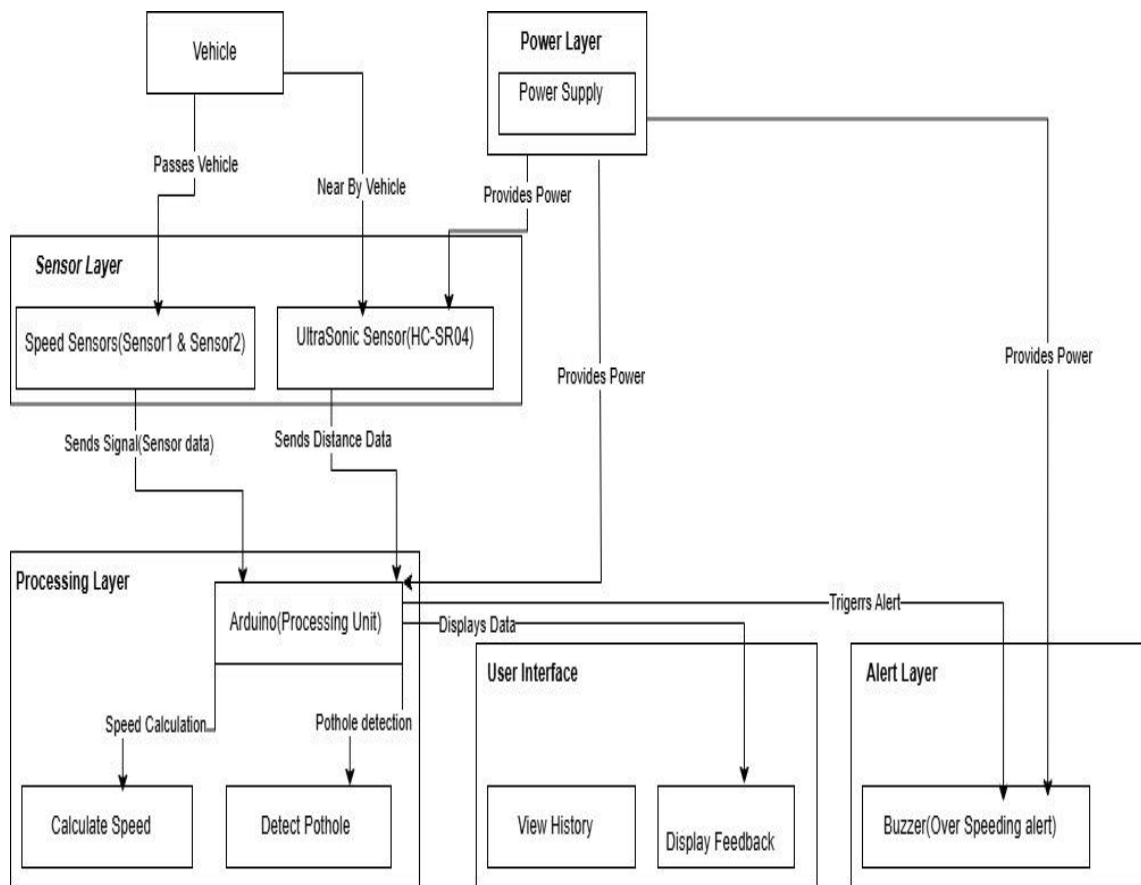 Vehicle
Power Layer
Power Supply
Passes Vehicle
Near By Vehicle
Provides Power
Sensor Layer
Speed Sensors(Sensor1 & Sensor2)
UltraSonic Sensor(HC-SR04)
Provides Power
Provides Power
Sends Signal(Sensor data)
Sends Distance Data
Processing Layer
Arduino(Processing Unit)
Trigerrs Alert
Displays Data
User Interface
Alert Layer
Speed Calculation
Pothole detection
Calculate Speed
Detect Pothole
View History
Display Feedback
Buzzer(Over Speeding alert)